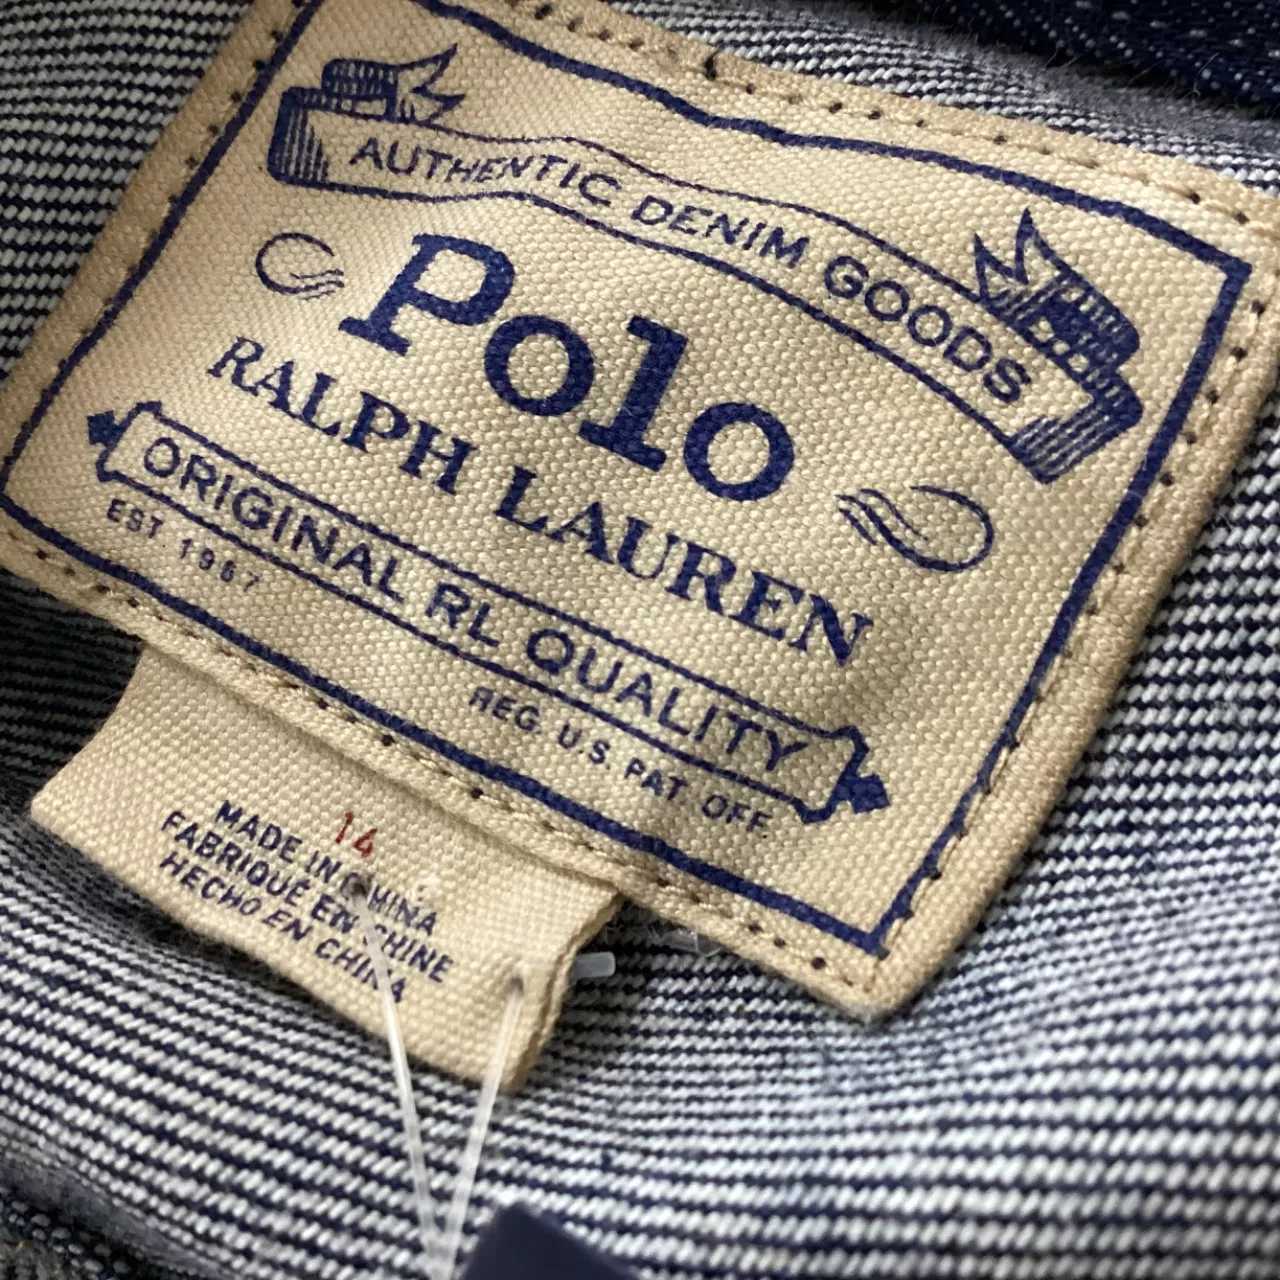 AUTHENTIC DENIM GOODS
Polo
RALPH LAUREN
ORIGINAL RL QUALITY
EST 1967
REG. U.S. PAT. OFF.
14
MADE IN CHINA
FABRIQUÉ EN CHINE
HECHO EN CHINA